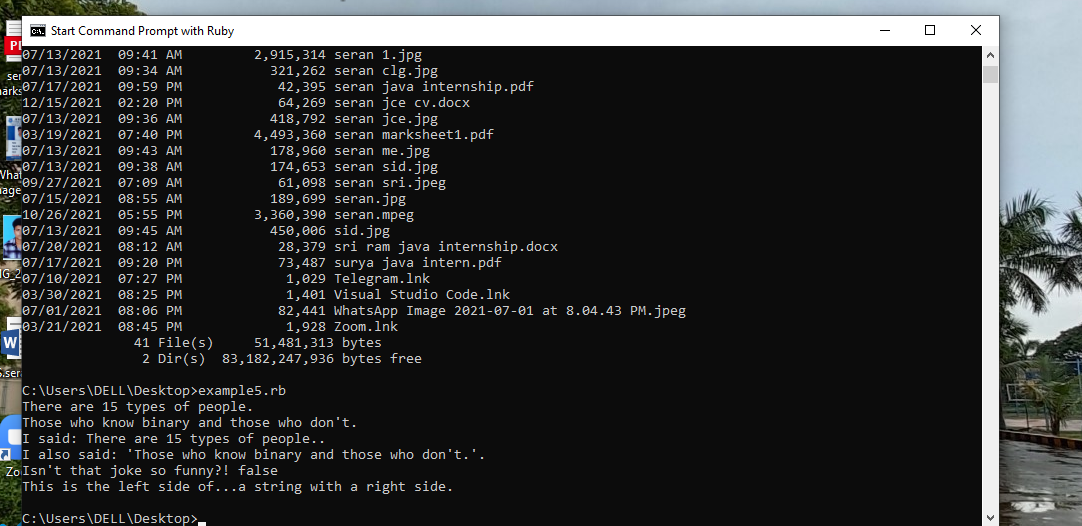 Start Command Prompt with Ruby
07/13/2021 09:41 AM 2,915,314 seran 1.jpg
07/13/2021 09:34 AM 321,262 seran clg.jpg
07/17/2021 09:59 PM 42,395 seran java internship.pdf
12/15/2021 02:20 PM 64,269 seran jce cv.docx
07/13/2021 09:36 AM 418,792 seran jce.jpg
03/19/2021 07:40 PM 4,493,360 seran marksheet1.pdf
07/13/2021 09:43 AM 178,960 seran me.jpg
07/13/2021 09:38 AM 174,653 seran sid.jpg
09/27/2021 07:09 AM 61,098 seran sri.jpeg
07/15/2021 08:55 AM 189,699 seran.jpg
10/26/2021 05:55 PM 3,360,390 seran.mpeg
07/13/2021 09:45 AM 450,006 sid.jpg
07/20/2021 08:12 AM 28,379 sri ram java internship.docx
07/17/2021 09:20 PM 73,487 surya java intern.pdf
07/10/2021 07:27 PM 1,029 Telegram.lnk
03/30/2021 08:25 PM 1,401 Visual Studio Code.lnk
07/01/2021 08:06 PM 82,441 WhatsApp Image 2021-07-01 at 8.04.43 PM.jpeg
03/21/2021 08:45 PM 1,928 Zoom.lnk
41 File(s) 51,481,313 bytes
2 Dir(s) 83,182,247,936 bytes free
C:\Users\DELL\Desktop>example5.rb
There are 15 types of people.
Those who know binary and those who don't.
I said: There are 15 types of people..
I also said: 'Those who know binary and those who don't.'.
Isn't that joke so funny?! false
This is the left side of...a string with a right side.
C:\Users\DELL\Desktop>